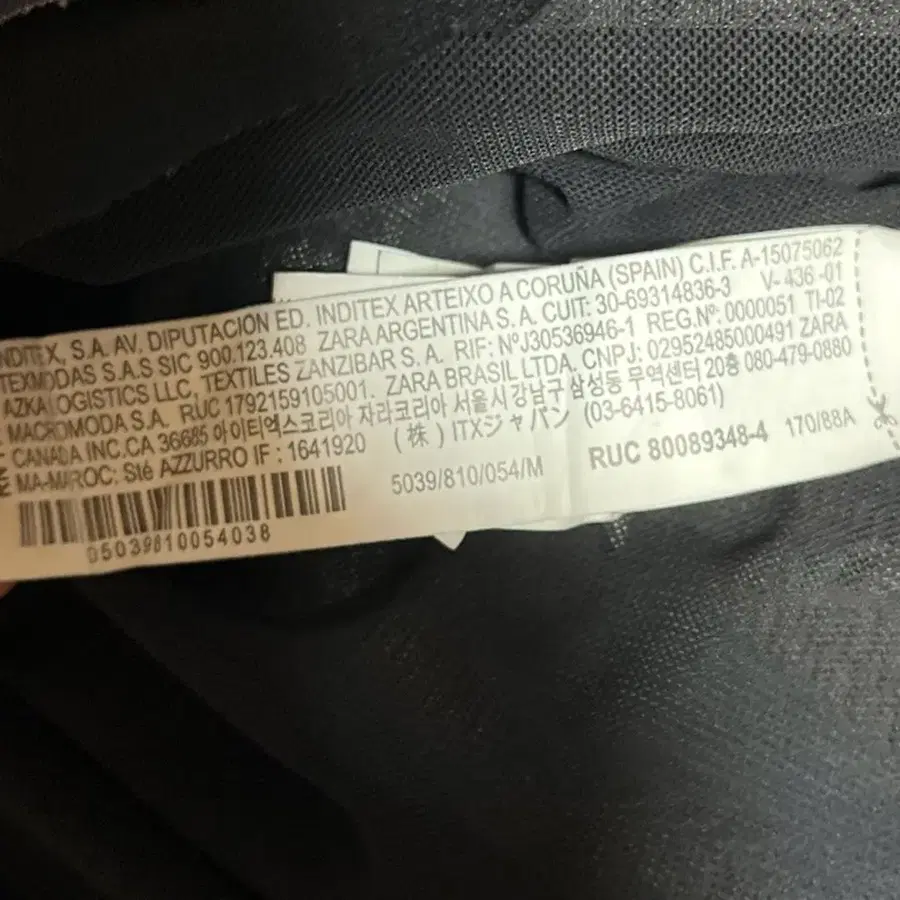 INDITEX, S.A. AV. DIPUTACIÓN ED. INDITEX ARTEIXO A CORUÑA (SPAIN) C.I.F. A-15075062
TEXMODAS S.A.S SIC 900.123.408 ZARA ARGENTINA S.A. CUIT: 30-69314836-3 V-436-01
AZKA LOGISTICS LLC, TEXTILES ZANZIBAR S.A. RIF: NºJ30536946-1 REG.Nº: 0000051 TI-02
MACROMODA S.A. RUC 1792159105001. ZARA BRASIL LTDA. CNPJ: 02952485000491 ZARA
CANADA INC.CA 36685 아이티엑스코리아 자라코리아 서울시강남구 삼성동 무역센터 20층 080-479-0880
MA-MAROC: Sté AZZURRO IF : 1641920 (株) ITXジャパン (03-6415-8061)
5039/810/054/M RUC 80089348-4 170/88A
05039810054038